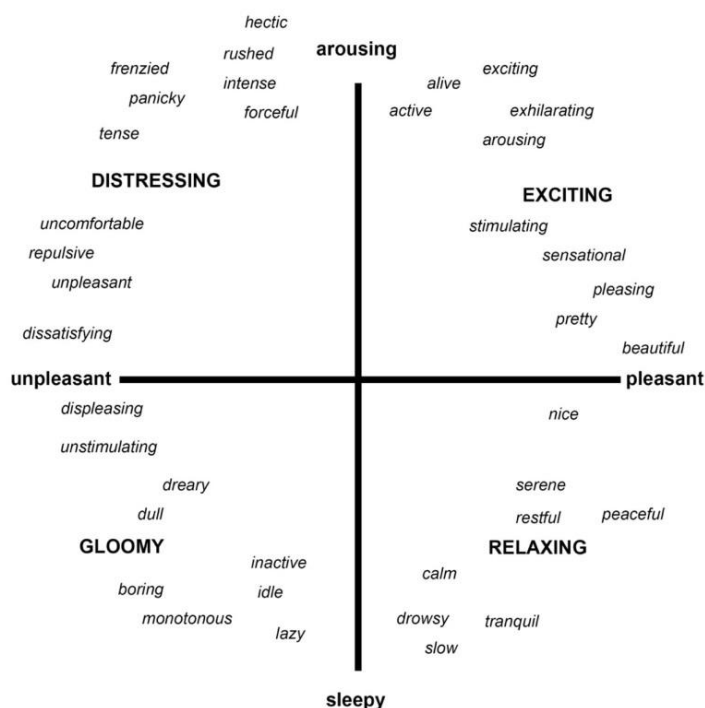 hectic
arousing
rushed
exciting
frenzied
alive
intense
panicky
active
exhilarating
forceful
tense
arousing
DISTRESSING
EXCITING
uncomfortable
stimulating
repulsive
sensational
unpleasant
pleasing
pretty
dissatisfying
beautiful
unpleasant
pleasant
displeasing
nice
unstimulating
dreary
serene
dull
restful
peaceful
GLOOMY
RELAXING
inactive
calm
boring
idle
monotonous
drowsy
tranquil
lazy
slow
sleepy